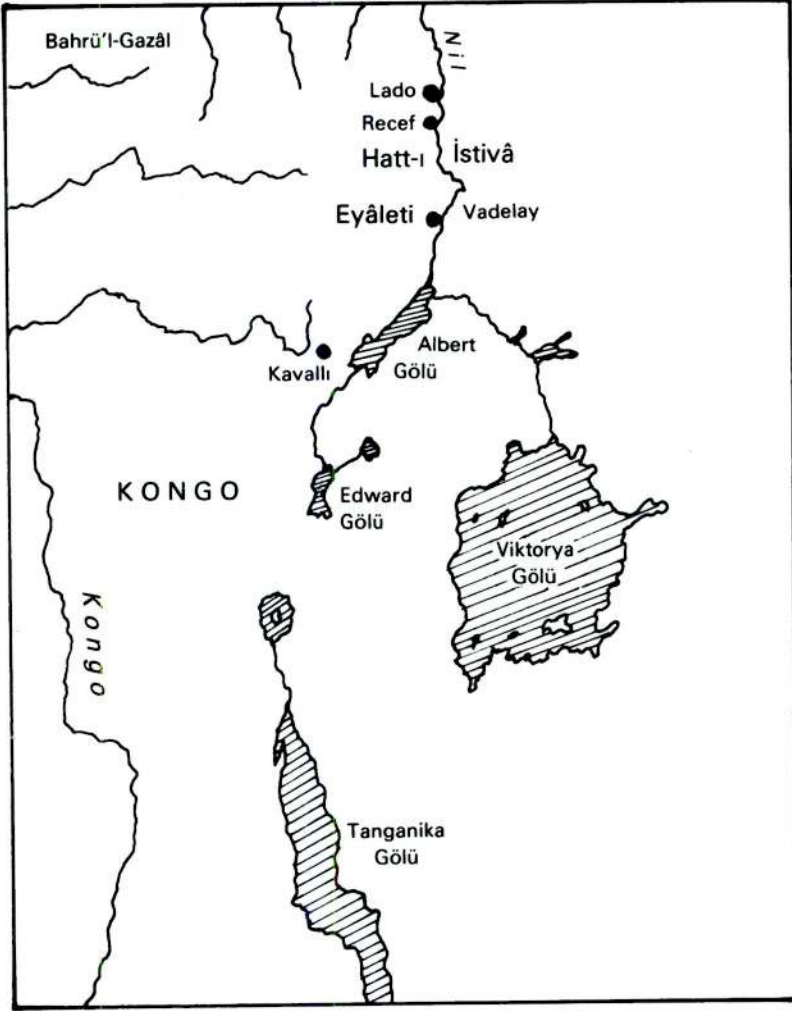 Bahrü'l-Gazâl
Nil
Lado
Recef
Hatt-ı İstivâ
Eyâleti
Vadelay
Albert
Gölü
Kavallı
KONGO
Edward
Gölü
Viktorya
Gölü
Kongo
Tanganika
Gölü